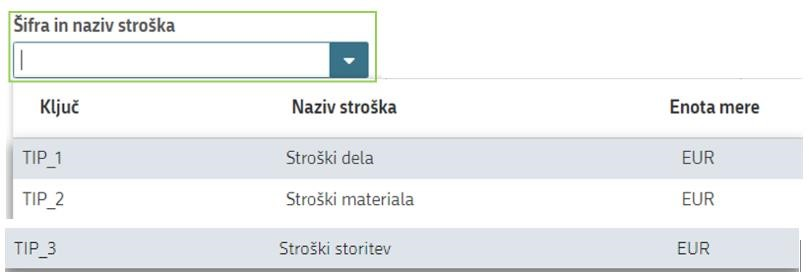 Šifra in naziv stroška
Ključ Naziv stroška Enota mere
TIP_1 Stroški dela EUR
TIP_2 Stroški materiala EUR
TIP_3 Stroški storitev EUR